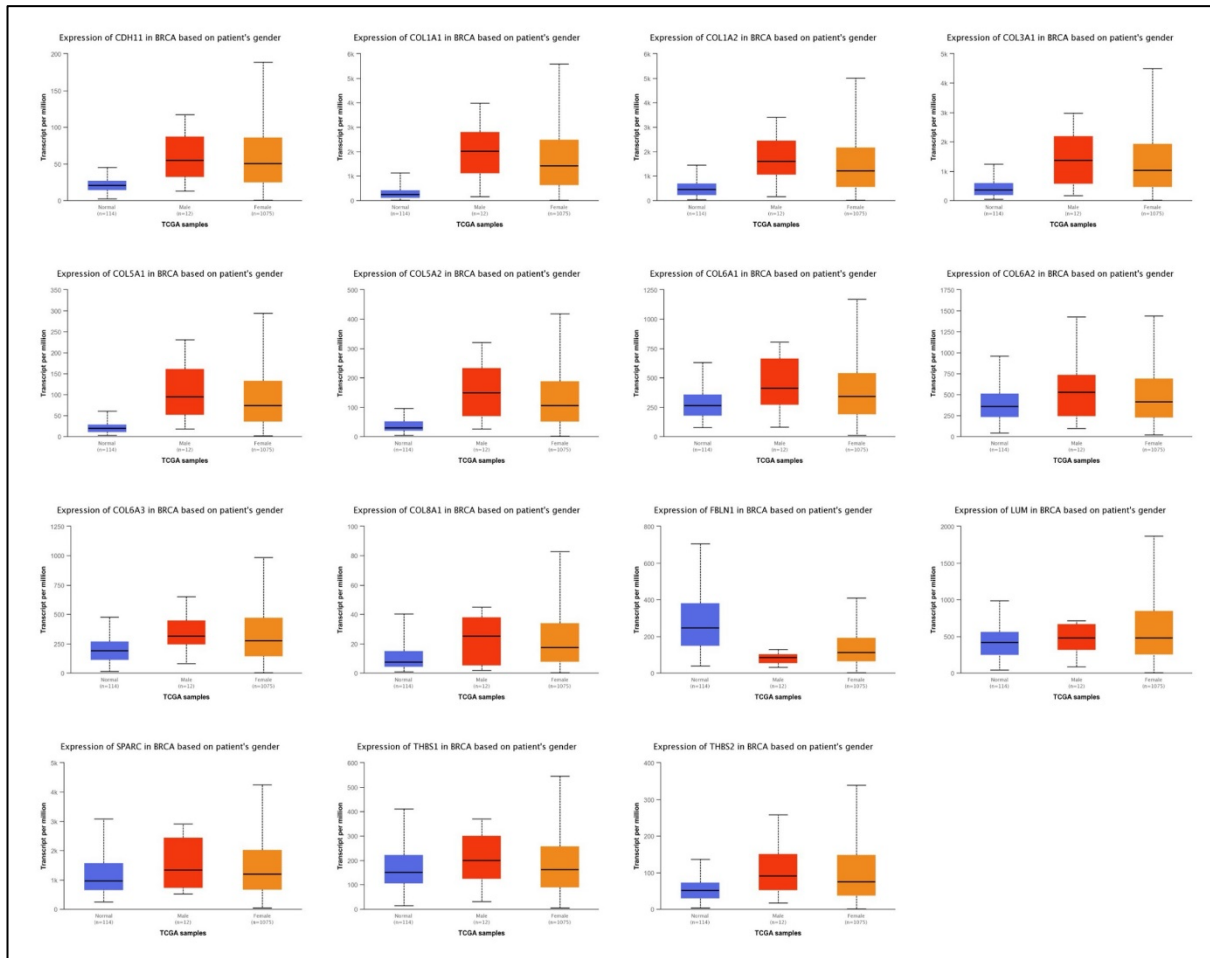 Expression of CDH11 in BRCA based on patient's gender
Transcript per million
200
150
100
50
0
Normal
(n=114)
Male
(n=12)
Female
(n=1075)
TCGA samples
Expression of COL1A1 in BRCA based on patient's gender
Transcript per million
6k
5k
4k
3k
2k
1k
0
Normal
(n=114)
Male
(n=12)
Female
(n=1075)
TCGA samples
Expression of COL1A2 in BRCA based on patient's gender
Transcript per million
6k
5k
4k
3k
2k
1k
0
Normal
(n=114)
Male
(n=12)
Female
(n=1075)
TCGA samples
Expression of COL3A1 in BRCA based on patient's gender
Transcript per million
5k
4k
3k
2k
1k
0
Normal
(n=114)
Male
(n=12)
Female
(n=1075)
TCGA samples
Expression of COL5A1 in BRCA based on patient's gender
Transcript per million
350
300
250
200
150
100
50
0
Normal
(n=114)
Male
(n=12)
Female
(n=1075)
TCGA samples
Expression of COL5A2 in BRCA based on patient's gender
Transcript per million
500
400
300
200
100
0
Normal
(n=114)
Male
(n=12)
Female
(n=1075)
TCGA samples
Expression of COL6A1 in BRCA based on patient's gender
Transcript per million
1250
1000
750
500
250
0
Normal
(n=114)
Male
(n=12)
Female
(n=1075)
TCGA samples
Expression of COL6A2 in BRCA based on patient's gender
Transcript per million
1750
1500
1250
1000
750
500
250
0
Normal
(n=114)
Male
(n=12)
Female
(n=1075)
TCGA samples
Expression of COL6A3 in BRCA based on patient's gender
Transcript per million
1250
1000
750
500
250
0
Normal
(n=114)
Male
(n=12)
Female
(n=1075)
TCGA samples
Expression of COL8A1 in BRCA based on patient's gender
Transcript per million
100
80
60
40
20
0
Normal
(n=114)
Male
(n=12)
Female
(n=1075)
TCGA samples
Expression of FBLN1 in BRCA based on patient's gender
Transcript per million
800
600
400
200
0
Normal
(n=114)
Male
(n=12)
Female
(n=1075)
TCGA samples
Expression of LUM in BRCA based on patient's gender
Transcript per million
2000
1500
1000
500
0
Normal
(n=114)
Male
(n=12)
Female
(n=1075)
TCGA samples
Expression of SPARC in BRCA based on patient's gender
Transcript per million
5k
4k
3k
2k
1k
0
Normal
(n=114)
Male
(n=12)
Female
(n=1075)
TCGA samples
Expression of THBS1 in BRCA based on patient's gender
Transcript per million
600
500
400
300
200
100
0
Normal
(n=114)
Male
(n=12)
Female
(n=1075)
TCGA samples
Expression of THBS2 in BRCA based on patient's gender
Transcript per million
400
300
200
100
0
Normal
(n=114)
Male
(n=12)
Female
(n=1075)
TCGA samples